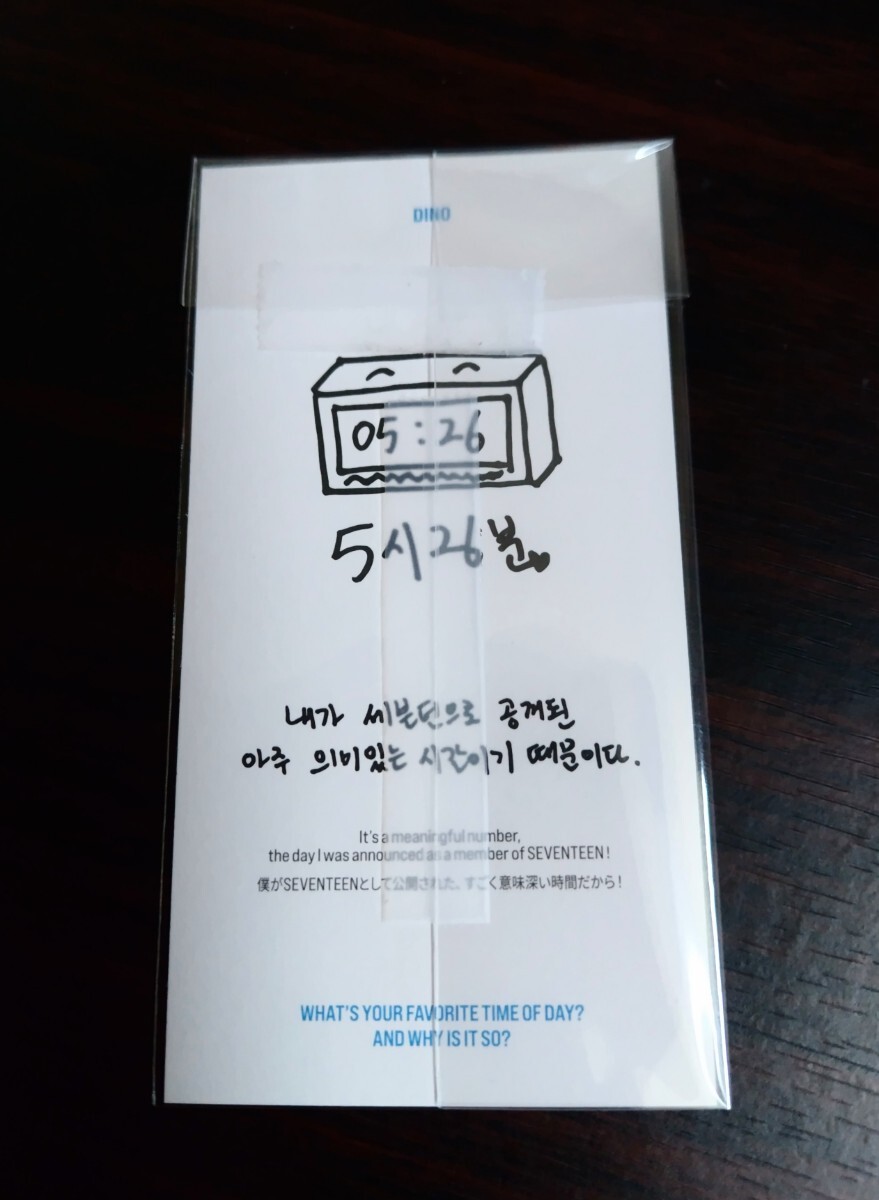 DINO
05:26
5시 26분
내가 세븐틴으로 공개된
아주 의미있는 시간이기 때문이다.
It's a meaningful number,
the day I was announced as a member of SEVENTEEN!
僕がSEVENTEENとして公開された、すごく意味深い時間だから!
WHAT'S YOUR FAVORITE TIME OF DAY?
AND WHY IS IT SO?